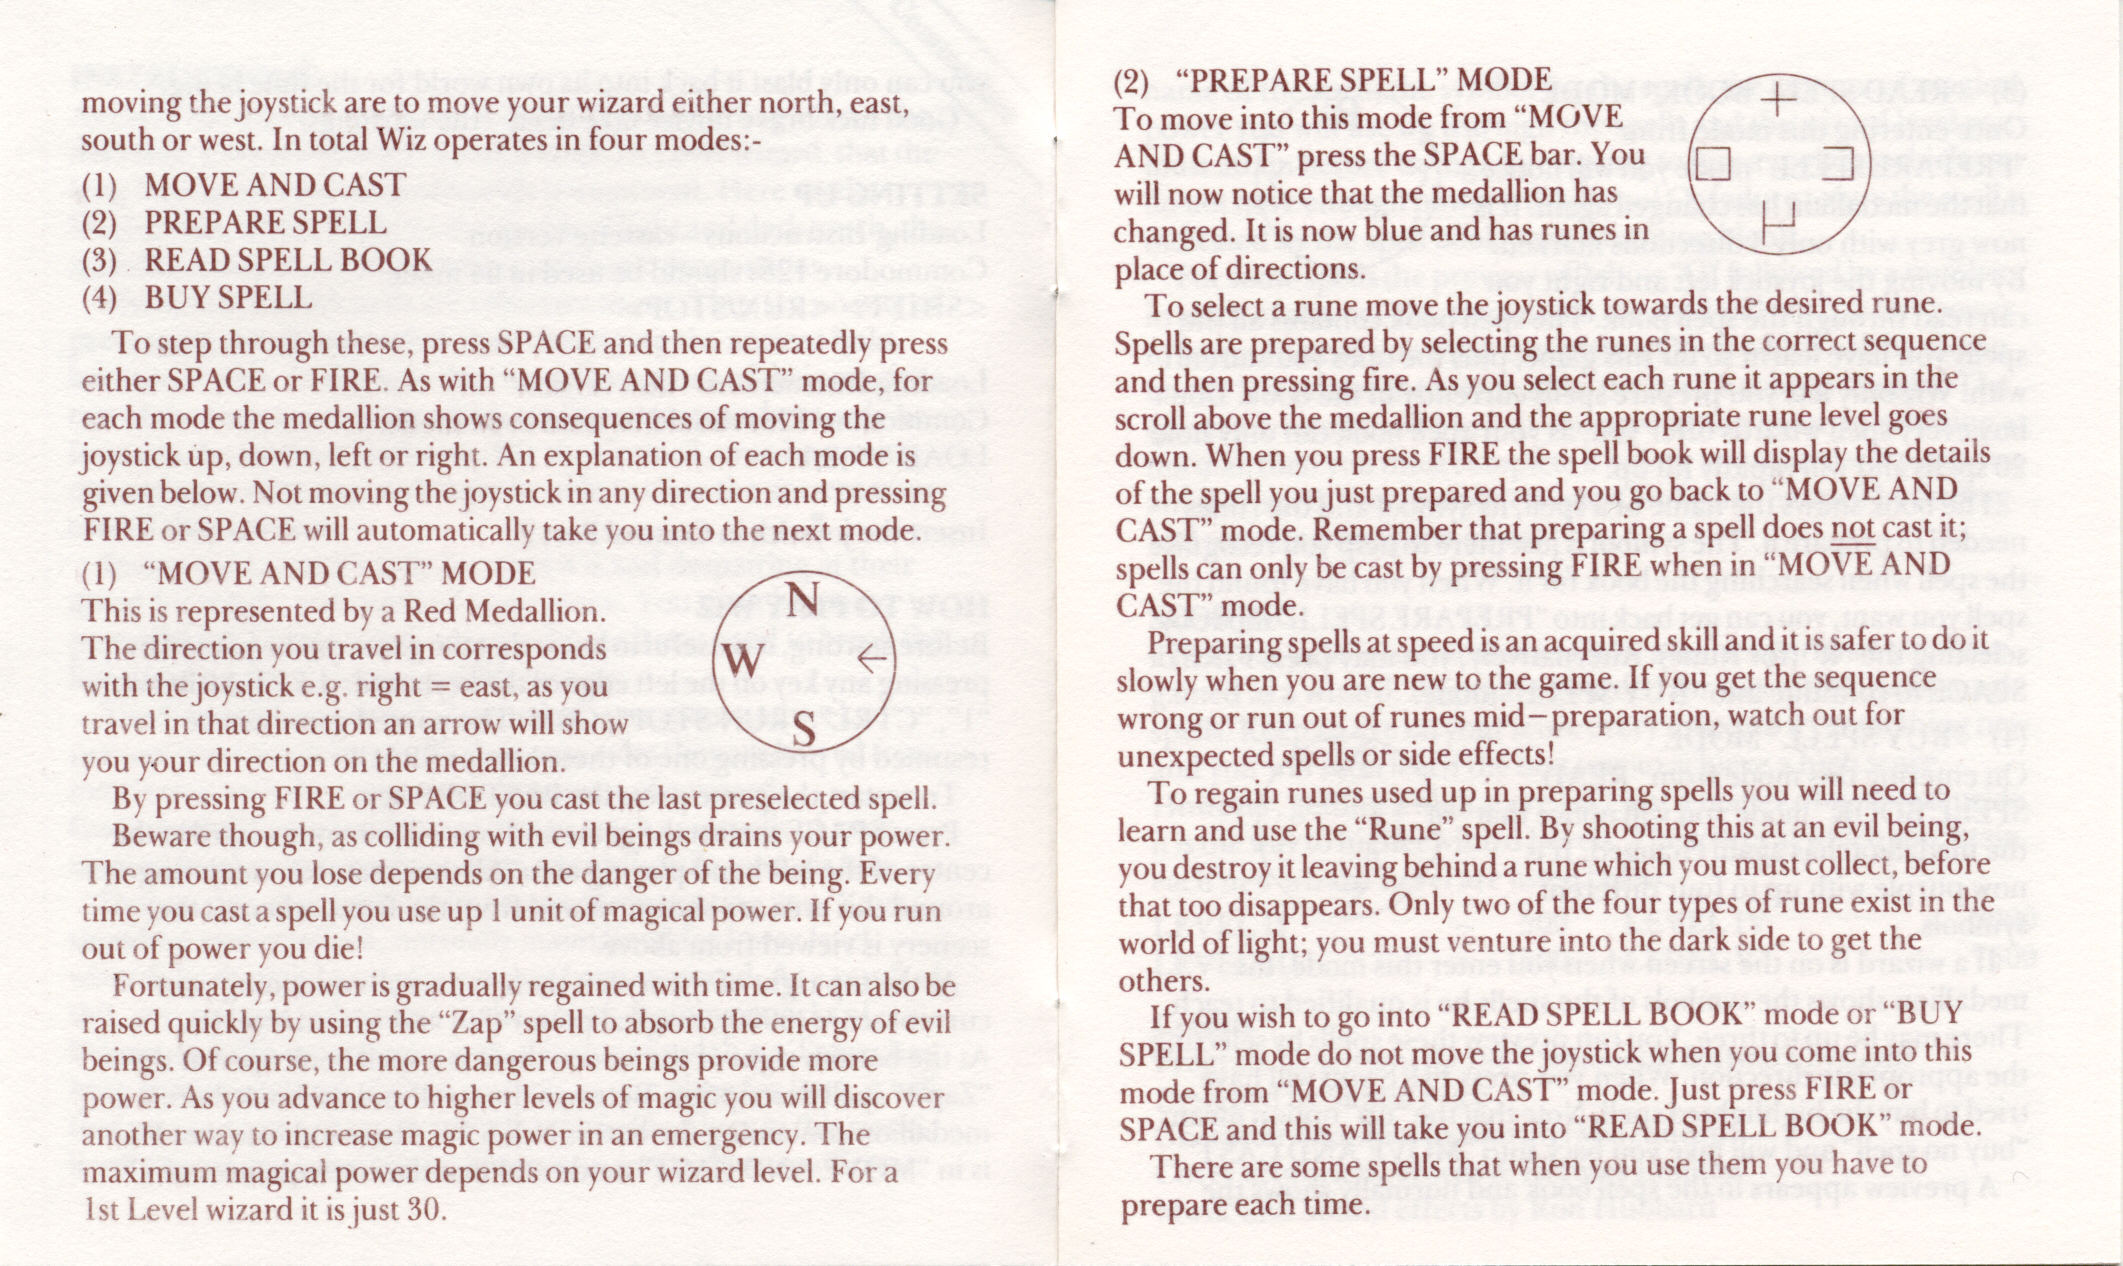 moving the joystick are to move your wizard either north, east,
south or west. In total Wiz operates in four modes:-
(1) MOVE AND CAST
(2) PREPARE SPELL
(3) READ SPELL BOOK
(4) BUY SPELL
To step through these, press SPACE and then repeatedly press
either SPACE or FIRE. As with “MOVE AND CAST” mode, for
each mode the medallion shows consequences of moving the
joystick up, down, left or right. An explanation of each mode is
given below. Not moving the joystick in any direction and pressing
FIRE or SPACE will automatically take you into the next mode.
(1) “MOVE AND CAST” MODE
This is represented by a Red Medallion.
The direction you travel in corresponds
with the joystick e.g. right = east, as you
travel in that direction an arrow will show
you your direction on the medallion.
N
W ←
S
By pressing FIRE or SPACE you cast the last preselected spell.
Beware though, as colliding with evil beings drains your power.
The amount you lose depends on the danger of the being. Every
time you cast a spell you use up 1 unit of magical power. If you run
out of power you die!
Fortunately, power is gradually regained with time. It can also be
raised quickly by using the “Zap” spell to absorb the energy of evil
beings. Of course, the more dangerous beings provide more
power. As you advance to higher levels of magic you will discover
another way to increase magic power in an emergency. The
maximum magical power depends on your wizard level. For a
1st Level wizard it is just 30.
(2) “PREPARE SPELL” MODE
To move into this mode from “MOVE
AND CAST” press the SPACE bar. You
will now notice that the medallion has
changed. It is now blue and has runes in
place of directions.
To select a rune move the joystick towards the desired rune.
Spells are prepared by selecting the runes in the correct sequence
and then pressing fire. As you select each rune it appears in the
scroll above the medallion and the appropriate rune level goes
down. When you press FIRE the spell book will display the details
of the spell you just prepared and you go back to “MOVE AND
CAST” mode. Remember that preparing a spell does not cast it;
spells can only be cast by pressing FIRE when in “MOVE AND
CAST” mode.
Preparing spells at speed is an acquired skill and it is safer to do it
slowly when you are new to the game. If you get the sequence
wrong or run out of runes mid–preparation, watch out for
unexpected spells or side effects!
To regain runes used up in preparing spells you will need to
learn and use the “Rune” spell. By shooting this at an evil being,
you destroy it leaving behind a rune which you must collect, before
that too disappears. Only two of the four types of rune exist in the
world of light; you must venture into the dark side to get the
others.
If you wish to go into “READ SPELL BOOK” mode or “BUY
SPELL” mode do not move the joystick when you come into this
mode from “MOVE AND CAST” mode. Just press FIRE or
SPACE and this will take you into “READ SPELL BOOK” mode.
There are some spells that when you use them you have to
prepare each time.